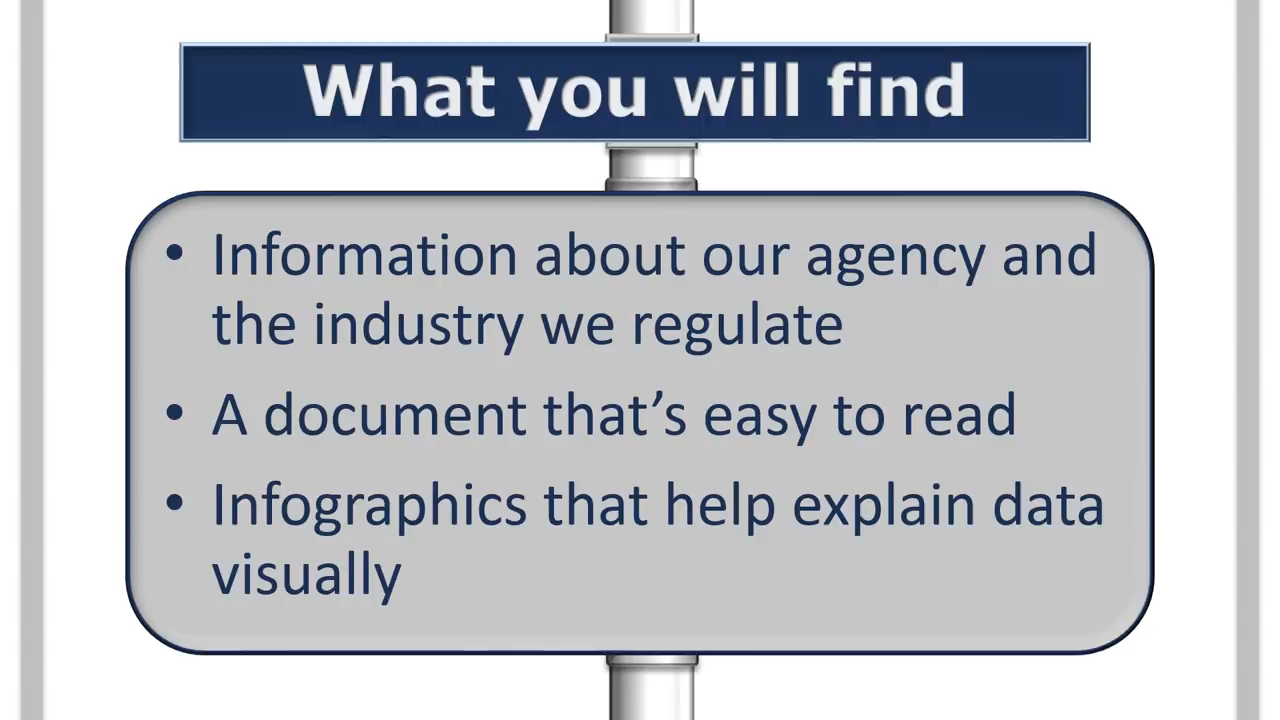 What you will find
• Information about our agency and
the industry we regulate
• A document that’s easy to read
• Infographics that help explain data
visually